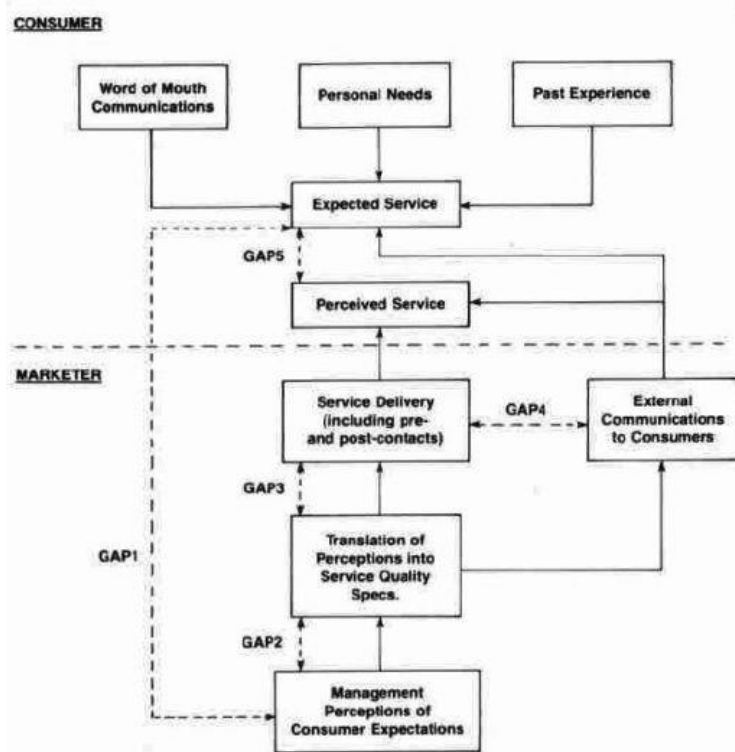 CONSUMER
Word of Mouth
Communications
Personal Needs
Past Experience
Expected Service
GAP5
Perceived Service
MARKETER
Service Delivery
(including pre-
and post-contacts)
GAP4
External
Communications
to Consumers
GAP3
GAP1
Translation of
Perceptions into
Service Quality
Specs.
GAP2
Management
Perceptions of
Consumer Expectations